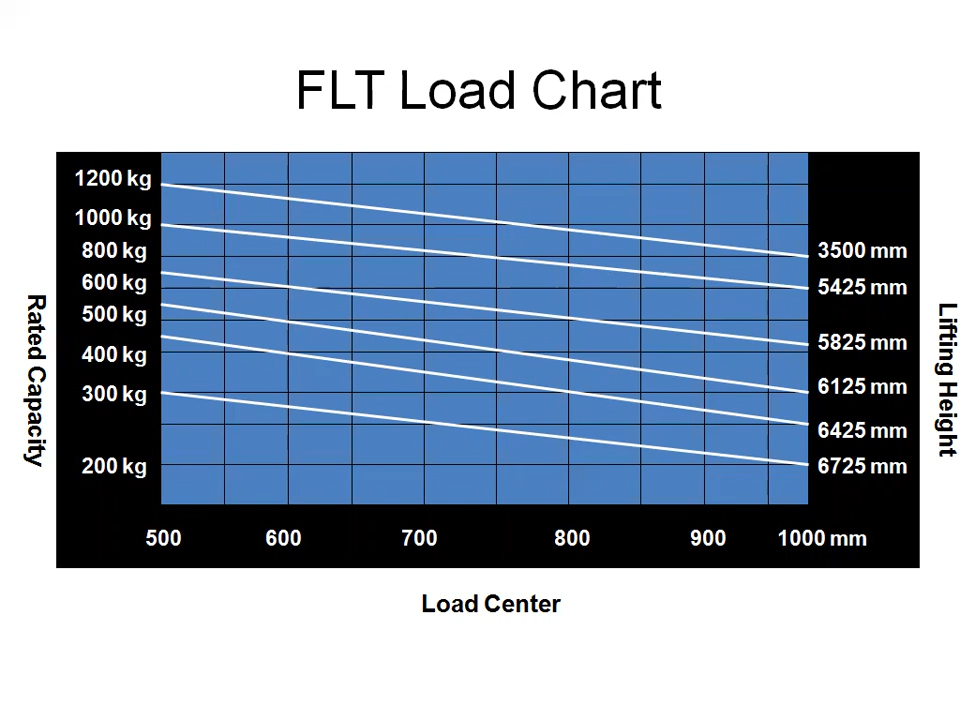 FLT Load Chart
1200 kg
1000 kg
800 kg
600 kg
500 kg
400 kg
300 kg
200 kg
Rated Capacity
3500 mm
5425 mm
5825 mm
6125 mm
6425 mm
6725 mm
Lifting Height
500 600 700 800 900 1000 mm
Load Center